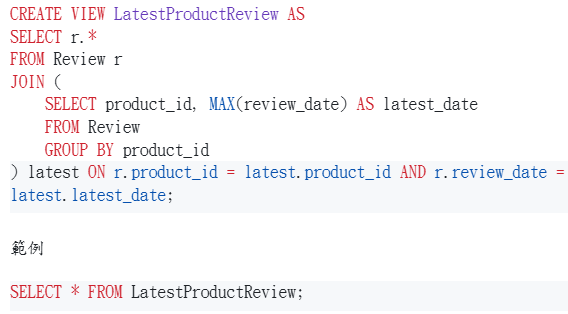 CREATE VIEW LatestProductReview AS
SELECT r.*
FROM Review r
JOIN (
    SELECT product_id, MAX(review_date) AS latest_date
    FROM Review
    GROUP BY product_id
) latest ON r.product_id = latest.product_id AND r.review_date =
latest.latest_date;
範例
SELECT * FROM LatestProductReview;